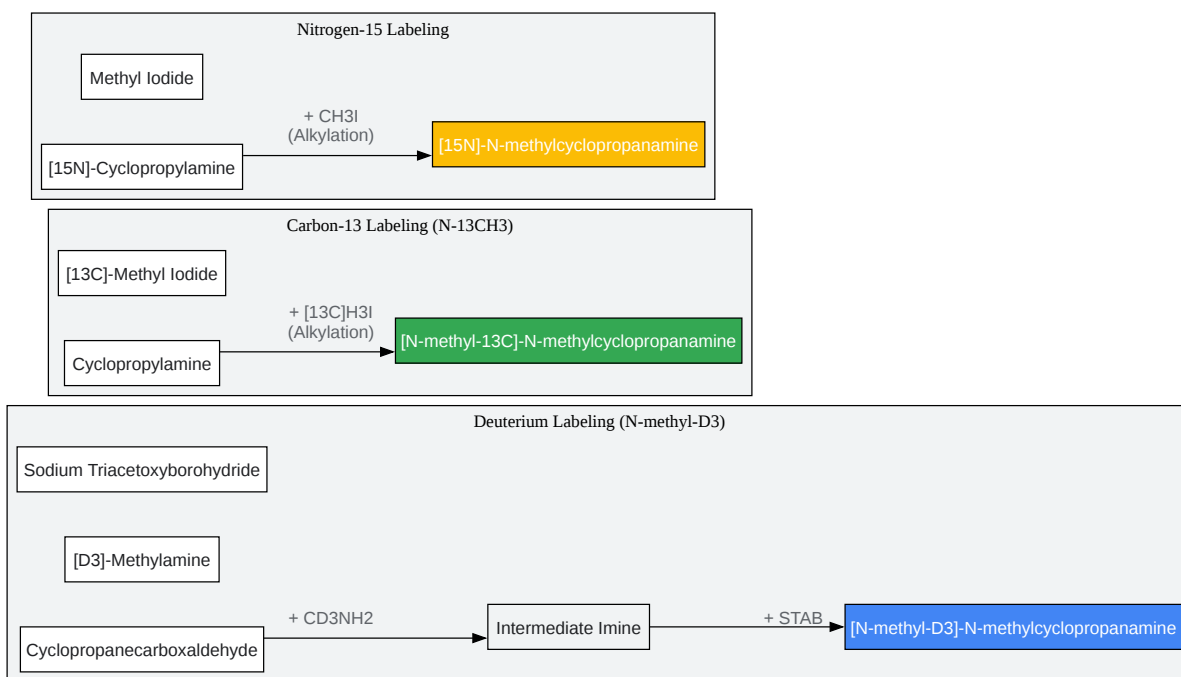 Nitrogen-15 Labeling
Methyl Iodide
+ CH3I
(Alkylation)
[15N]-Cyclopropylamine
[15N]-N-methylcyclopropanamine
Carbon-13 Labeling (N-13CH3)
[13C]-Methyl Iodide
+ [13C]H3I
(Alkylation)
Cyclopropylamine
[N-methyl-13C]-N-methylcyclopropanamine
Deuterium Labeling (N-methyl-D3)
Sodium Triacetoxyborohydride
[D3]-Methylamine
Cyclopropanecarboxaldehyde
+ CD3NH2
Intermediate Imine
+ STAB
[N-methyl-D3]-N-methylcyclopropanamine